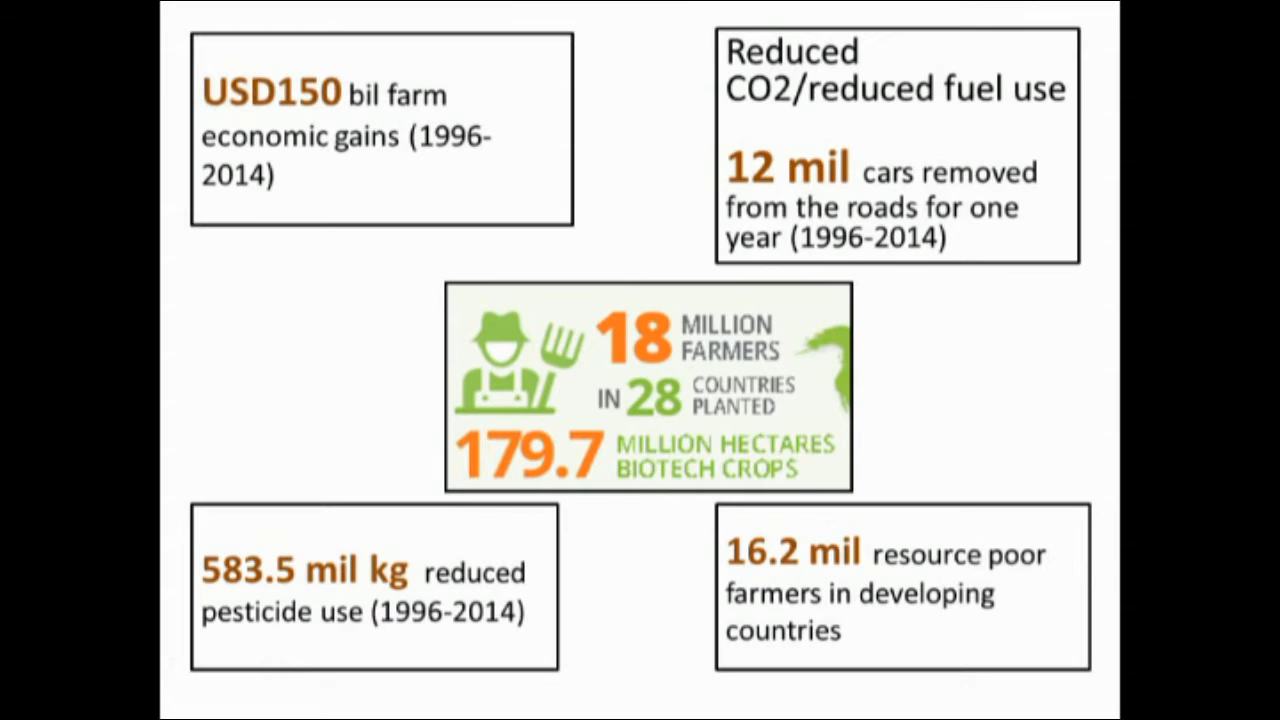 USD150 bil farm
economic gains (1996-
2014)
Reduced
CO2/reduced fuel use
12 mil cars removed
from the roads for one
year (1996-2014)
18 MILLION
FARMERS
IN 28 COUNTRIES
PLANTED
179.7 MILLION HECTARES
BIOTECH CROPS
583.5 mil kg reduced
pesticide use (1996-2014)
16.2 mil resource poor
farmers in developing
countries